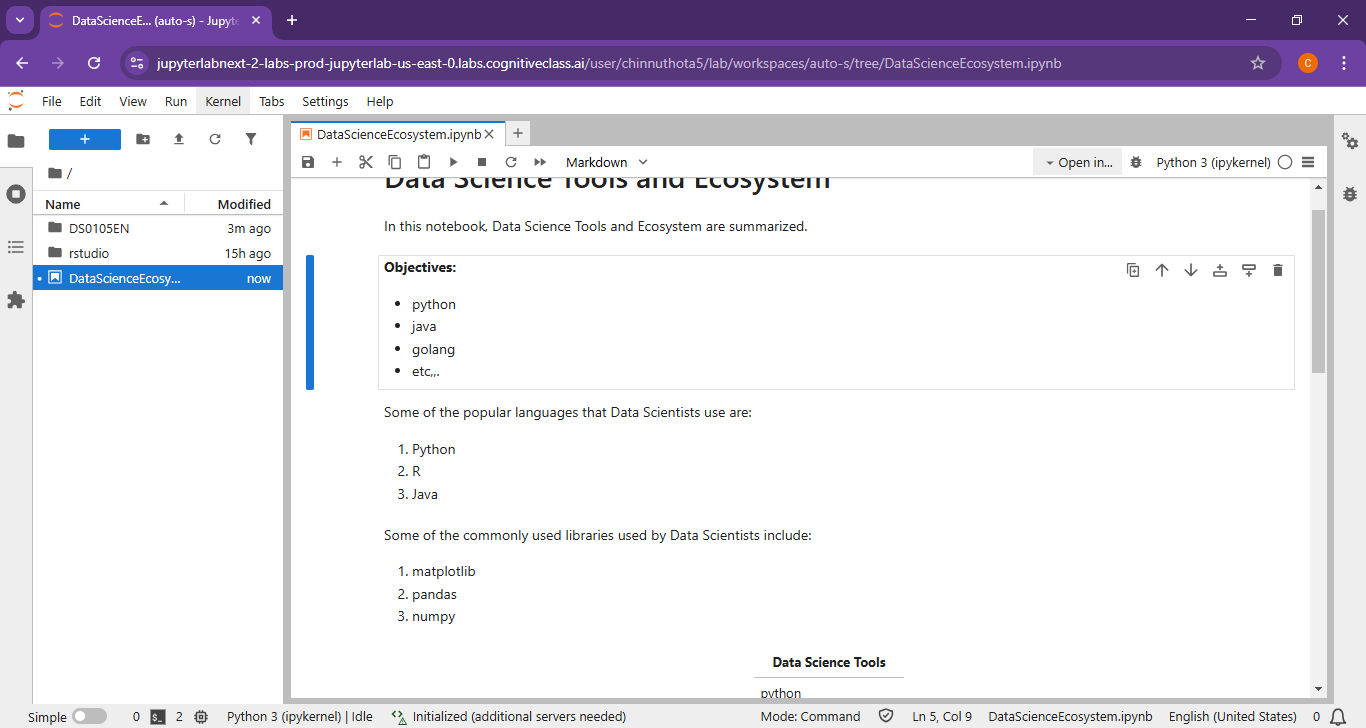 DataScienceE... (auto-s) - Jupyte
jupyterlabnext-2-labs-prod-jupyterlab-us-east-0.labs.cognitiveclass.ai/user/chinnuthota5/lab/workspaces/auto-s/tree/DataScienceEcosystem.ipynb
C
File Edit View Run Kernel Tabs Settings Help
DataScienceEcosystem.ipynb
Markdown
Open in...
Python 3 (ipykernel)
/
Name Modified
DS0105EN 3m ago
rstudio 15h ago
DataScienceEcosy... now
Data Science Tools and Ecosystem
In this notebook, Data Science Tools and Ecosystem are summarized.
Objectives:
• python
• java
• golang
• etc,,.
Some of the popular languages that Data Scientists use are:
1. Python
2. R
3. Java
Some of the commonly used libraries used by Data Scientists include:
1. matplotlib
2. pandas
3. numpy
Data Science Tools
python
Simple 0 $_ 2 Python 3 (ipykernel) | Idle Initialized (additional servers needed) Mode: Command Ln 5, Col 9 DataScienceEcosystem.ipynb English (United States) 0